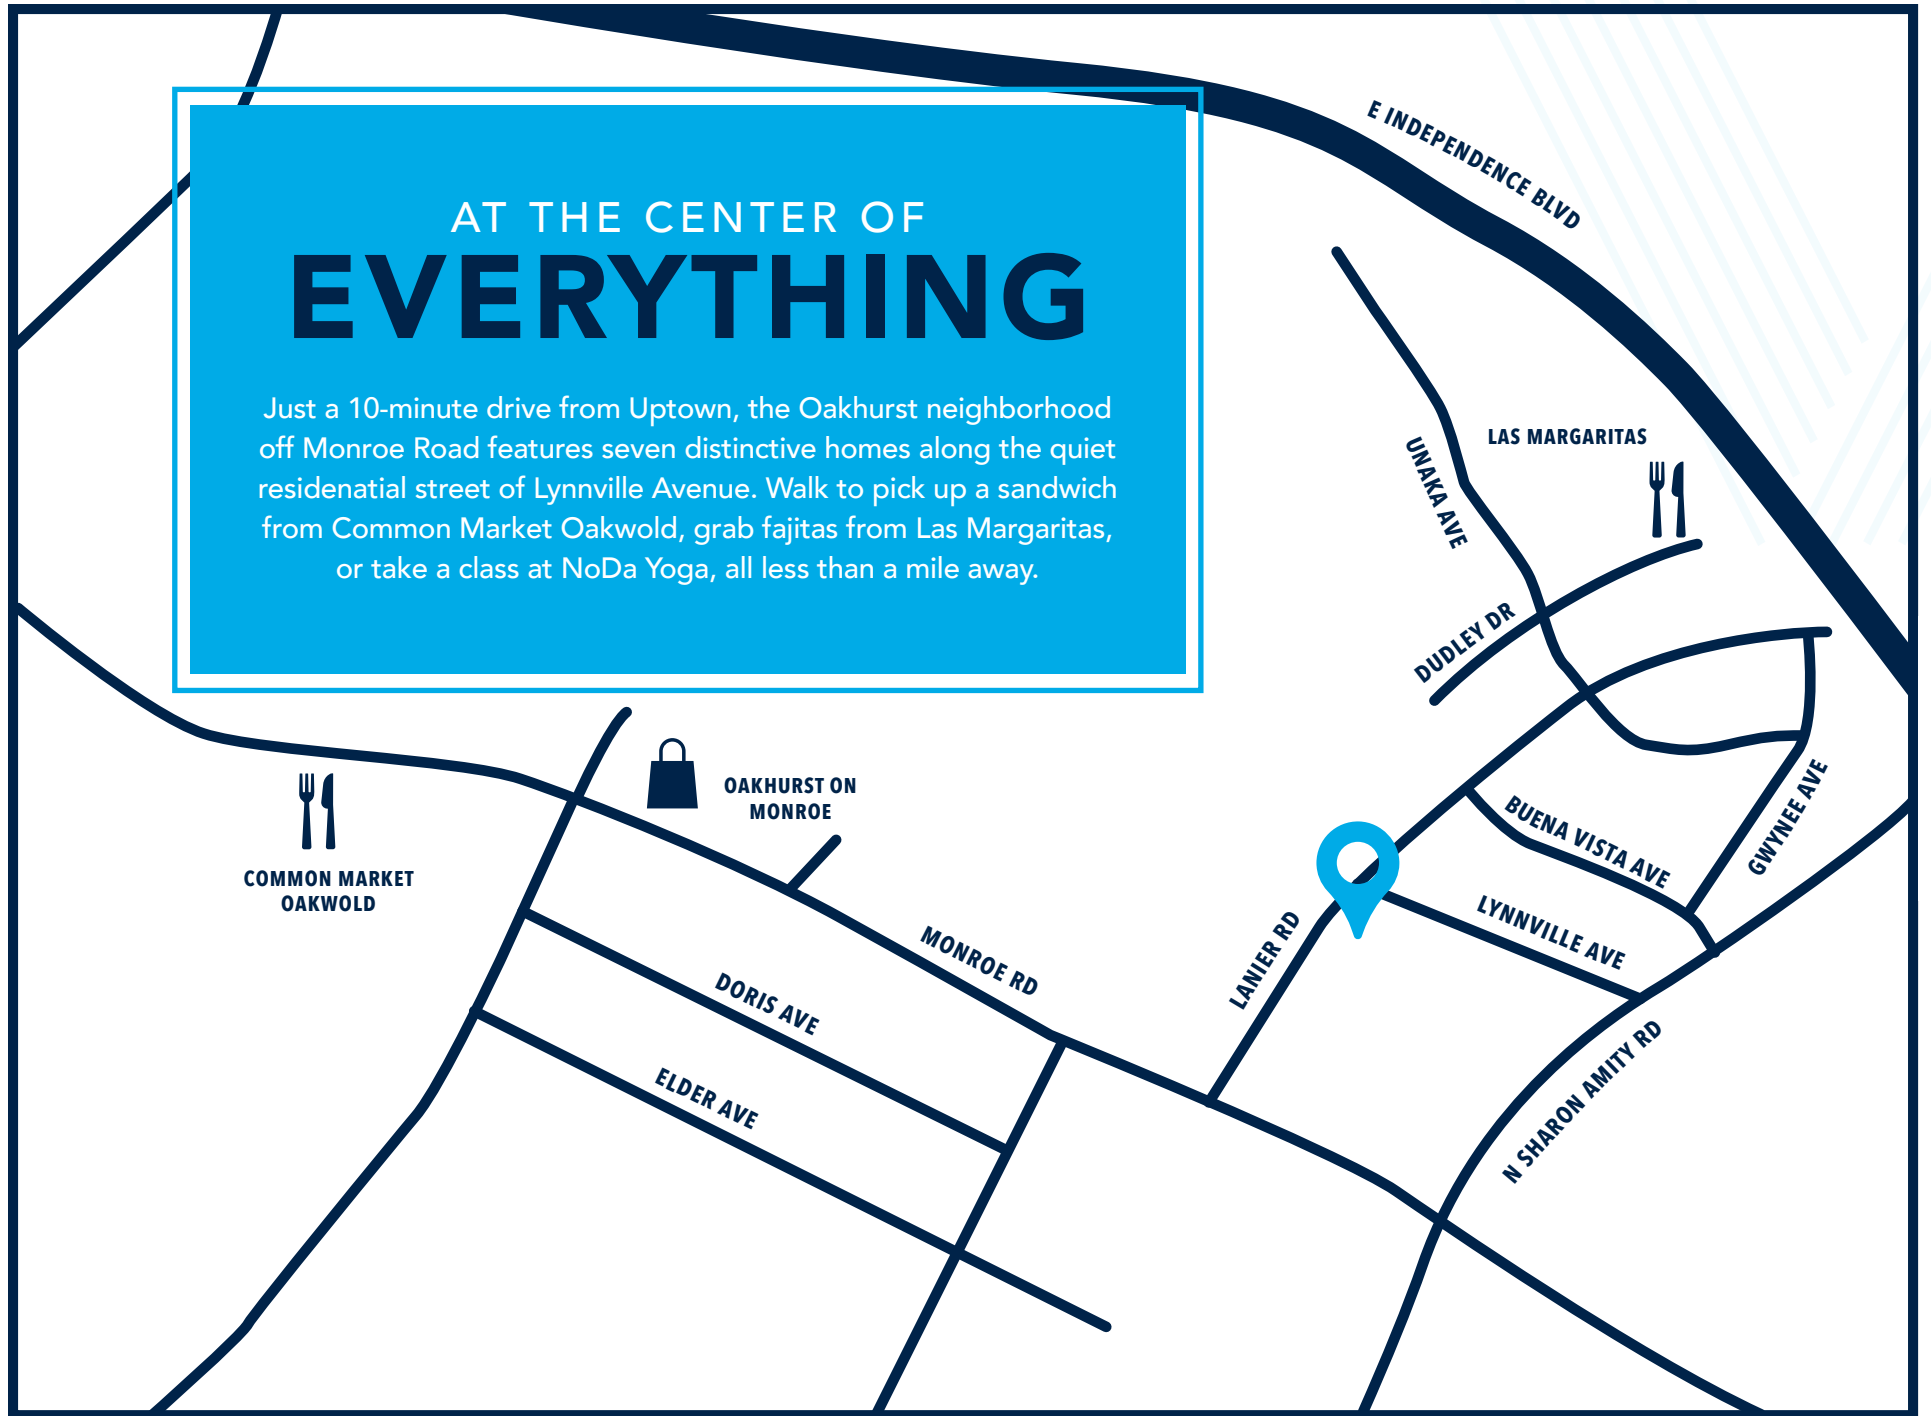 E INDEPENDENCE BLVD
AT THE CENTER OF
EVERYTHING
Just a 10-minute drive from Uptown, the Oakhurst neighborhood
off Monroe Road features seven distinctive homes along the quiet
residenatial street of Lynnville Avenue. Walk to pick up a sandwich
from Common Market Oakwold, grab fajitas from Las Margaritas,
or take a class at NoDa Yoga, all less than a mile away.
LAS MARGARITAS
UNAKA AVE
DUDLEY DR
OAKHURST ON
MONROE
COMMON MARKET
OAKWOLD
BUENA VISTA AVE
GWYNEE AVE
LYNNVILLE AVE
LANIER RD
MONROE RD
DORIS AVE
ELDER AVE
N SHARON AMITY RD